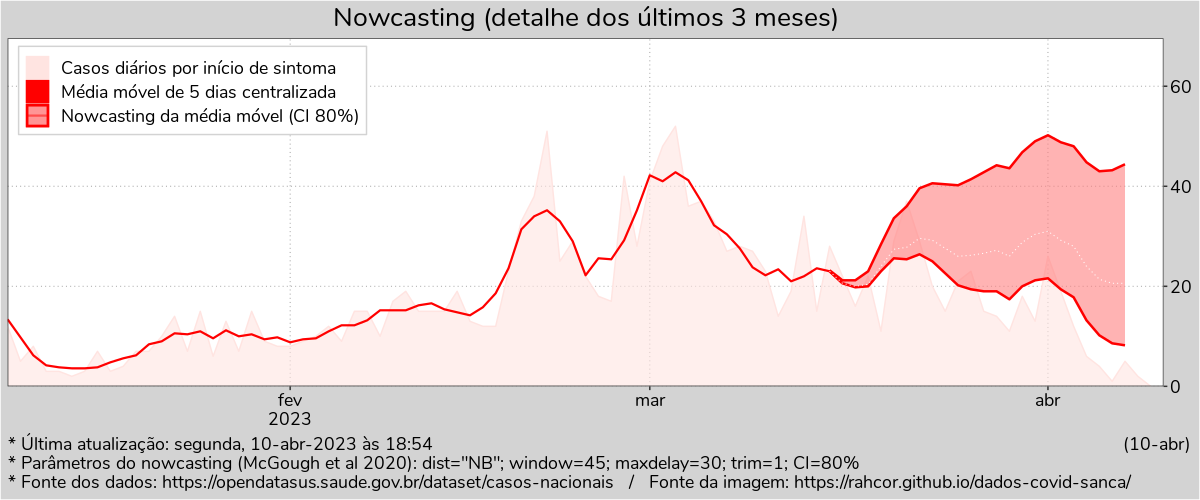 Nowcasting (detalhe dos últimos 3 meses)
Casos diários por início de sintoma
Média móvel de 5 dias centralizada
Nowcasting da média móvel (CI 80%)
60
40
20
0
fev mar abr
2023
* Última atualização: segunda, 10-abr-2023 às 18:54 (10-abr)
* Parâmetros do nowcasting (McGough et al 2020): dist="NB"; window=45; maxdelay=30; trim=1; CI=80%
* Fonte dos dados: https://opendatasus.saude.gov.br/dataset/casos-nacionais / Fonte da imagem: https://rahcor.github.io/dados-covid-sanca/